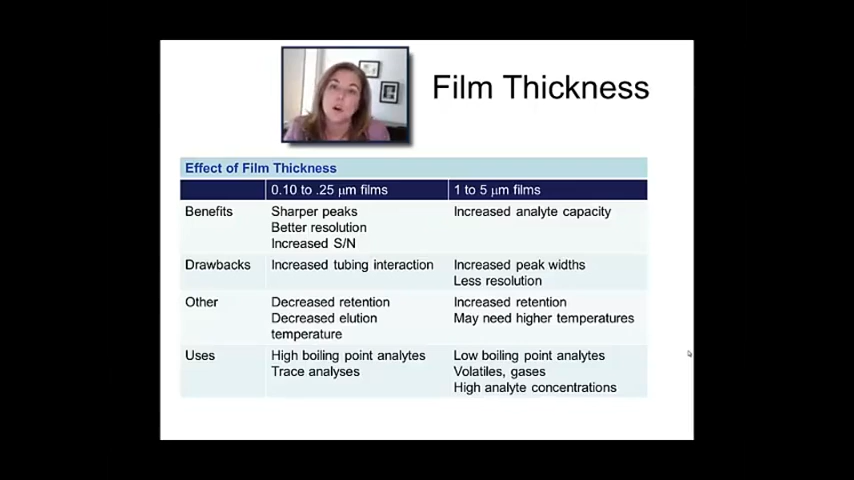 Film Thickness
Effect of Film Thickness
0.10 to .25 μm films
1 to 5 μm films
Benefits
Sharper peaks
Better resolution
Increased S/N
Increased analyte capacity
Drawbacks
Increased tubing interaction
Increased peak widths
Less resolution
Other
Decreased retention
Decreased elution
temperature
Increased retention
May need higher temperatures
Uses
High boiling point analytes
Trace analyses
Low boiling point analytes
Volatiles, gases
High analyte concentrations